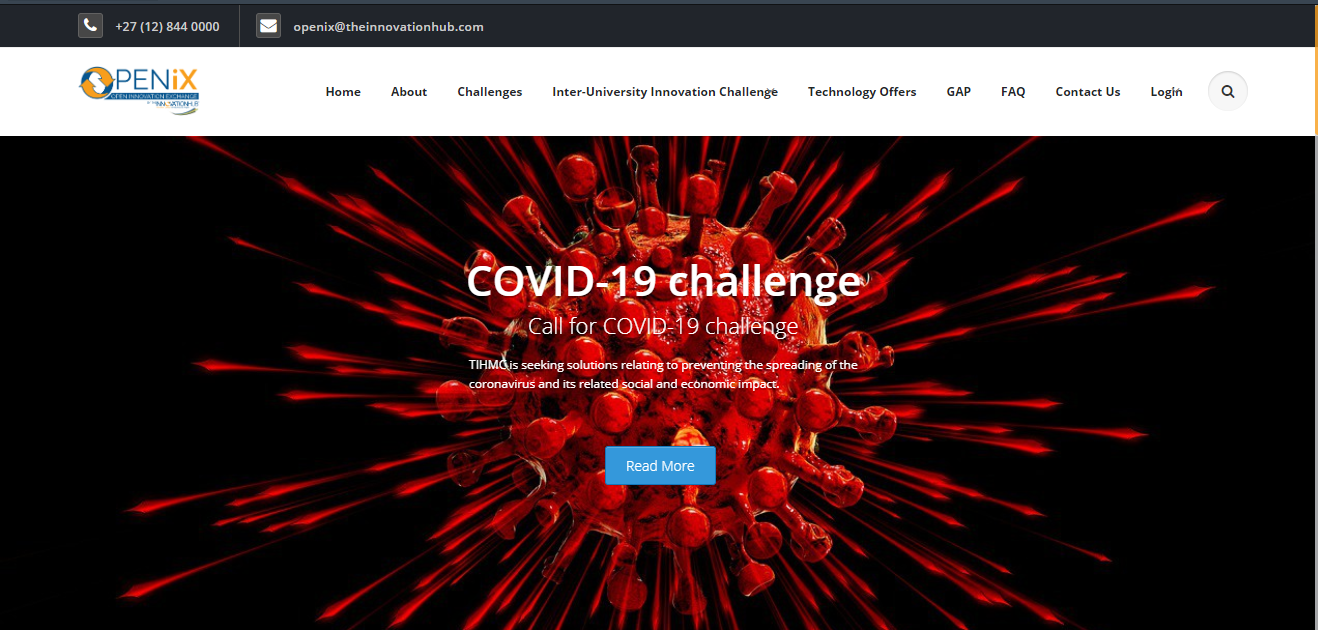 +27 (12) 844 0000
openix@theinnovationhub.com
OPENiX
OPEN INNOVATION EXCHANGE
Home
About
Challenges
Inter-University Innovation Challenge
Technology Offers
GAP
FAQ
Contact Us
Login
COVID-19 challenge
Call for COVID-19 challenge
TIHMC is seeking solutions relating to preventing the spreading of the
coronavirus and its related social and economic impact.
Read More